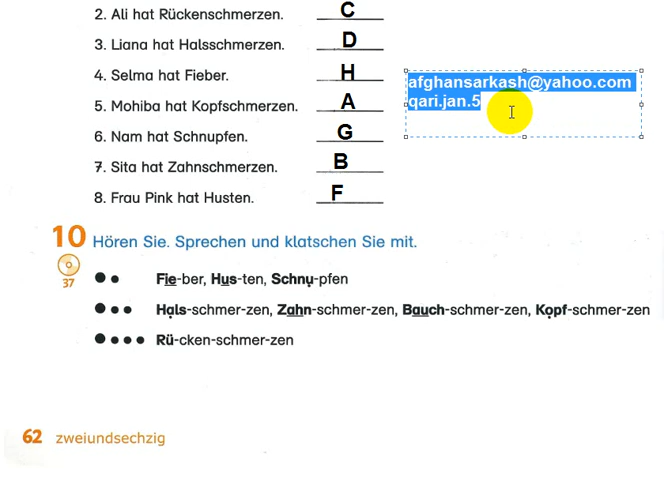 2. Ali hat Rückenschmerzen. C
3. Liana hat Halsschmerzen. D
4. Selma hat Fieber. H
afghansarkash@yahoo.com
qari.jan.5
5. Mohiba hat Kopfschmerzen. A
6. Nam hat Schnupfen. G
7. Sita hat Zahnschmerzen. B
8. Frau Pink hat Husten. F
10 Hören Sie. Sprechen und klatschen Sie mit.
37
Fie-ber, Hus-ten, Schnu-pfen
Hals-schmer-zen, Zahn-schmer-zen, Bauch-schmer-zen, Kopf-schmer-zen
Rü-cken-schmer-zen
62 zweiundsechzig